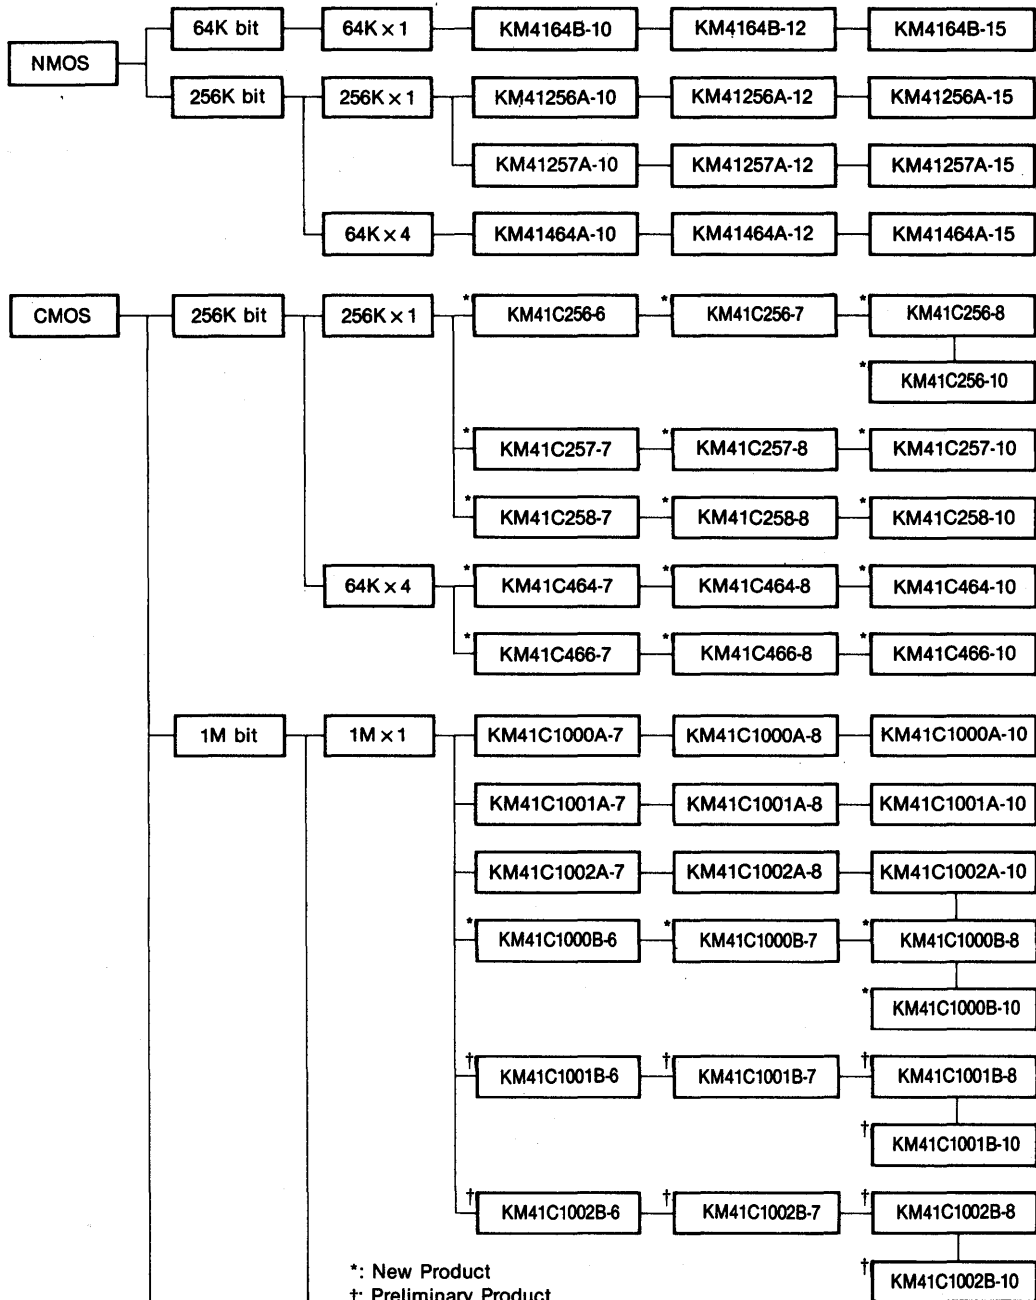 64K bit 64K × 1 KM4164B-10 KM4164B-12 KM4164B-15
NMOS
256K bit 256K × 1 KM41256A-10 KM41256A-12 KM41256A-15
KM41257A-10 KM41257A-12 KM41257A-15
64K × 4 KM41464A-10 KM41464A-12 KM41464A-15
CMOS 256K bit 256K × 1 * KM41C256-6 * KM41C256-7 * KM41C256-8
* KM41C256-10
* KM41C257-7 * KM41C257-8 * KM41C257-10
* KM41C258-7 * KM41C258-8 * KM41C258-10
64K × 4 * KM41C464-7 * KM41C464-8 * KM41C464-10
* KM41C466-7 * KM41C466-8 * KM41C466-10
1M bit 1M × 1 KM41C1000A-7 KM41C1000A-8 KM41C1000A-10
KM41C1001A-7 KM41C1001A-8 KM41C1001A-10
KM41C1002A-7 KM41C1002A-8 KM41C1002A-10
* KM41C1000B-6 * KM41C1000B-7 * KM41C1000B-8
* KM41C1000B-10
† KM41C1001B-6 † KM41C1001B-7 † KM41C1001B-8
† KM41C1001B-10
† KM41C1002B-6 † KM41C1002B-7 † KM41C1002B-8
† KM41C1002B-10
*: New Product
†: Preliminary Product